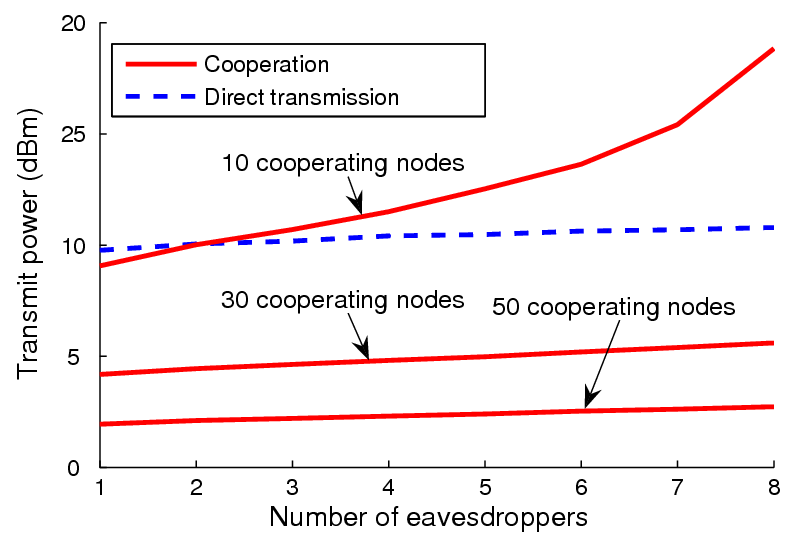 20
Cooperation
Direct transmission
25
10 cooperating nodes
10
30 cooperating nodes
50 cooperating nodes
5
0
1 2 3 4 5 6 7 8
Number of eavesdroppers
Transmit power (dBm)